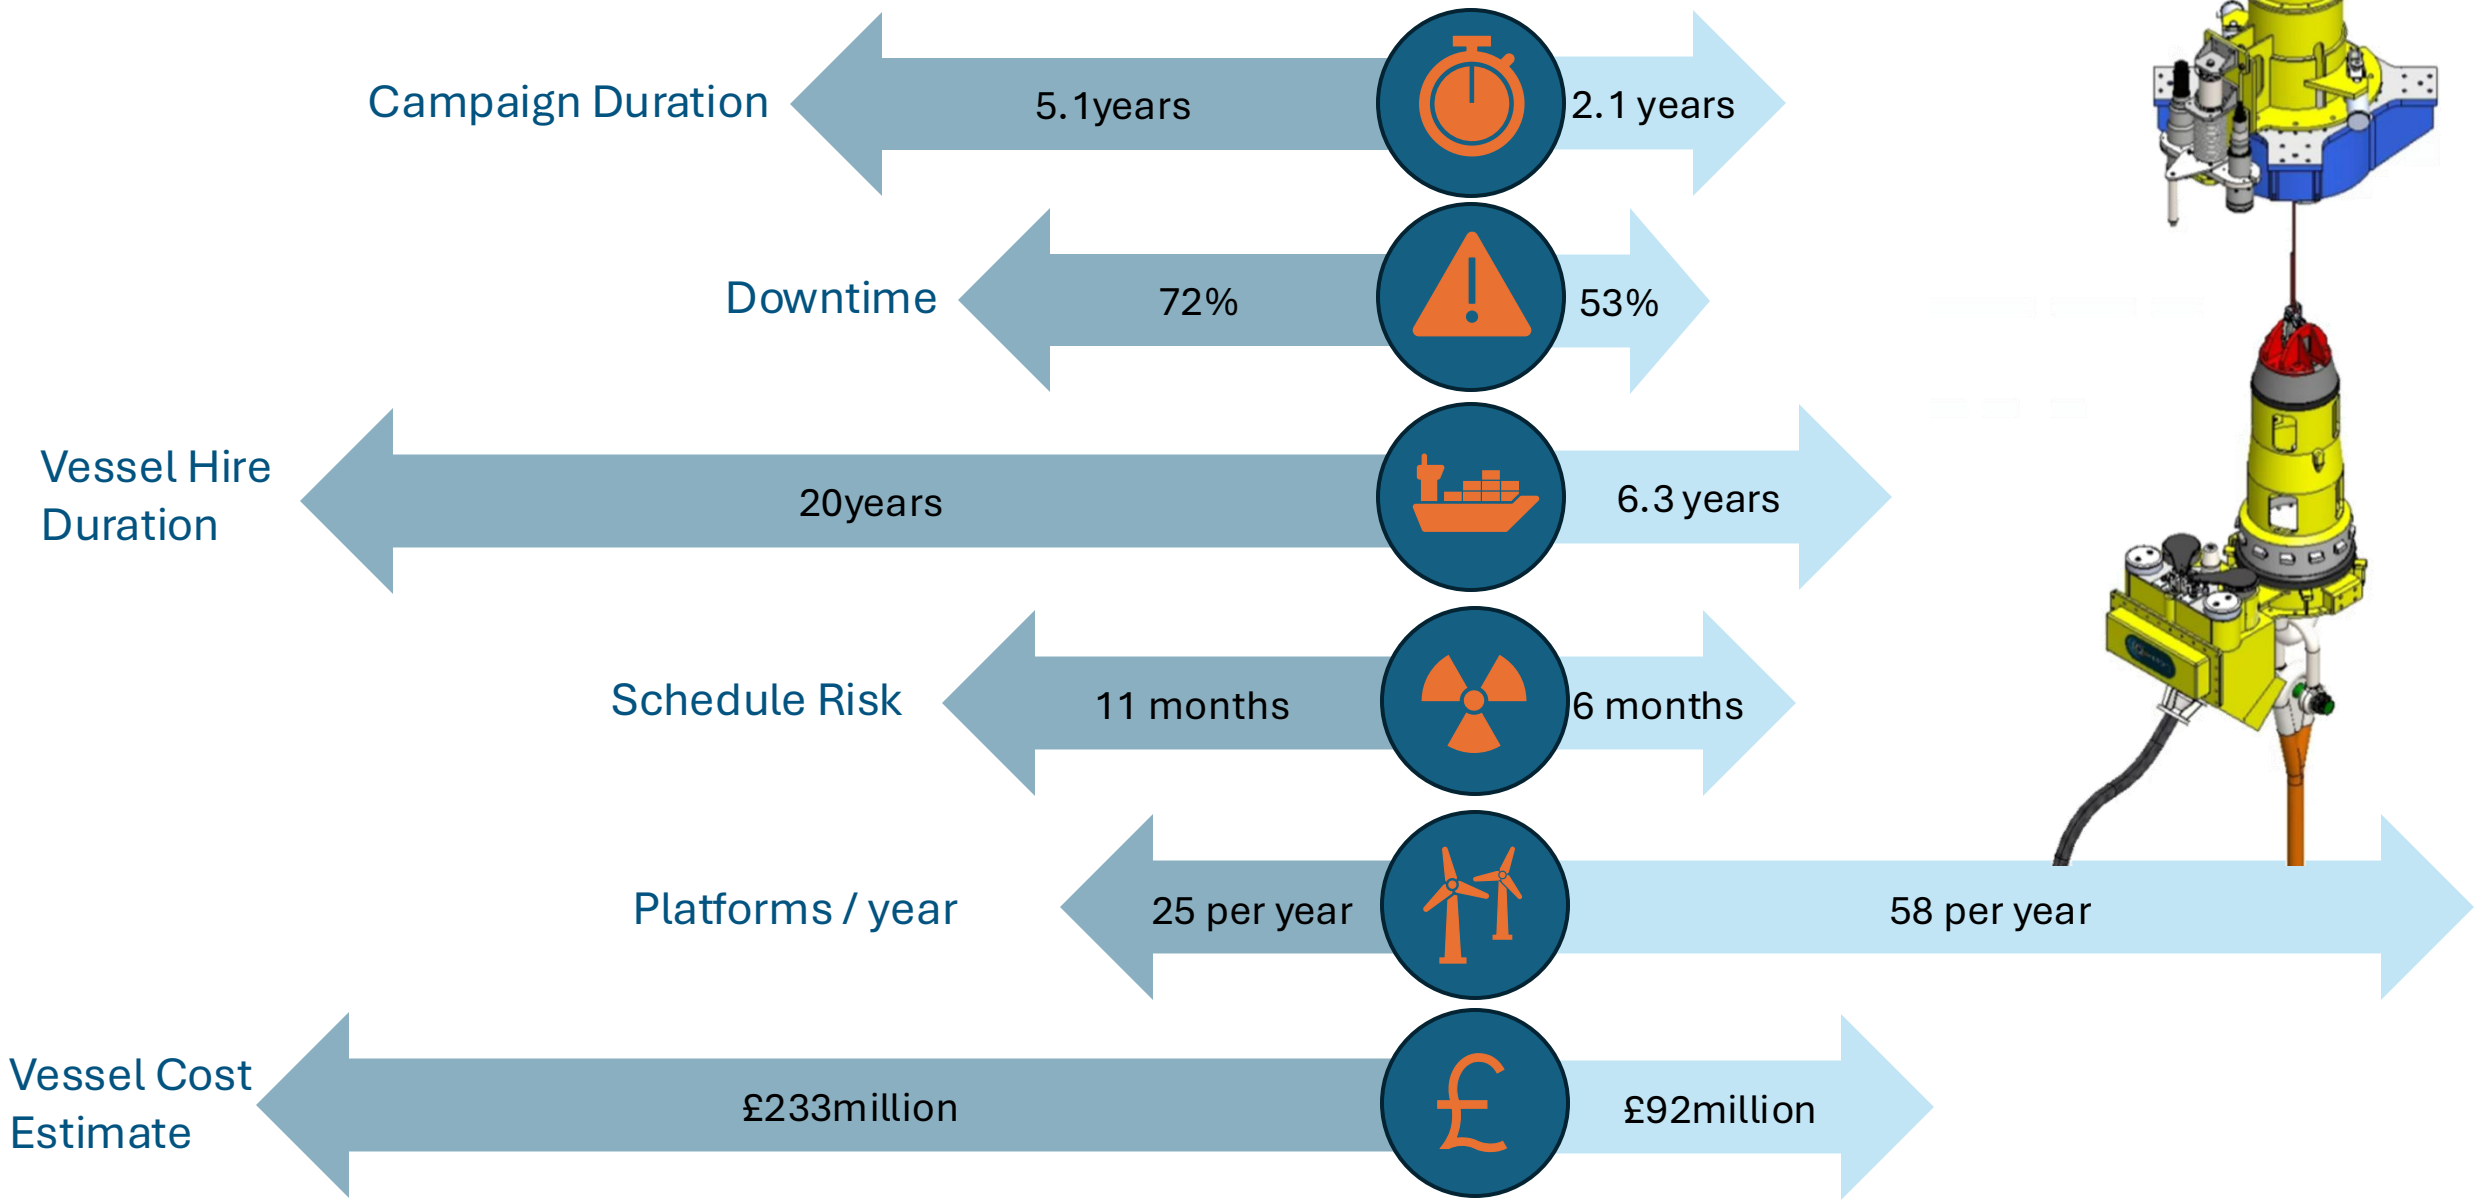 Campaign Duration
5.1years
2.1 years
Downtime
72%
53%
Vessel Hire
Duration
20years
6.3 years
Schedule Risk
11 months
6 months
Platforms / year
25 per year
58 per year
Vessel Cost
Estimate
£233million
£92million